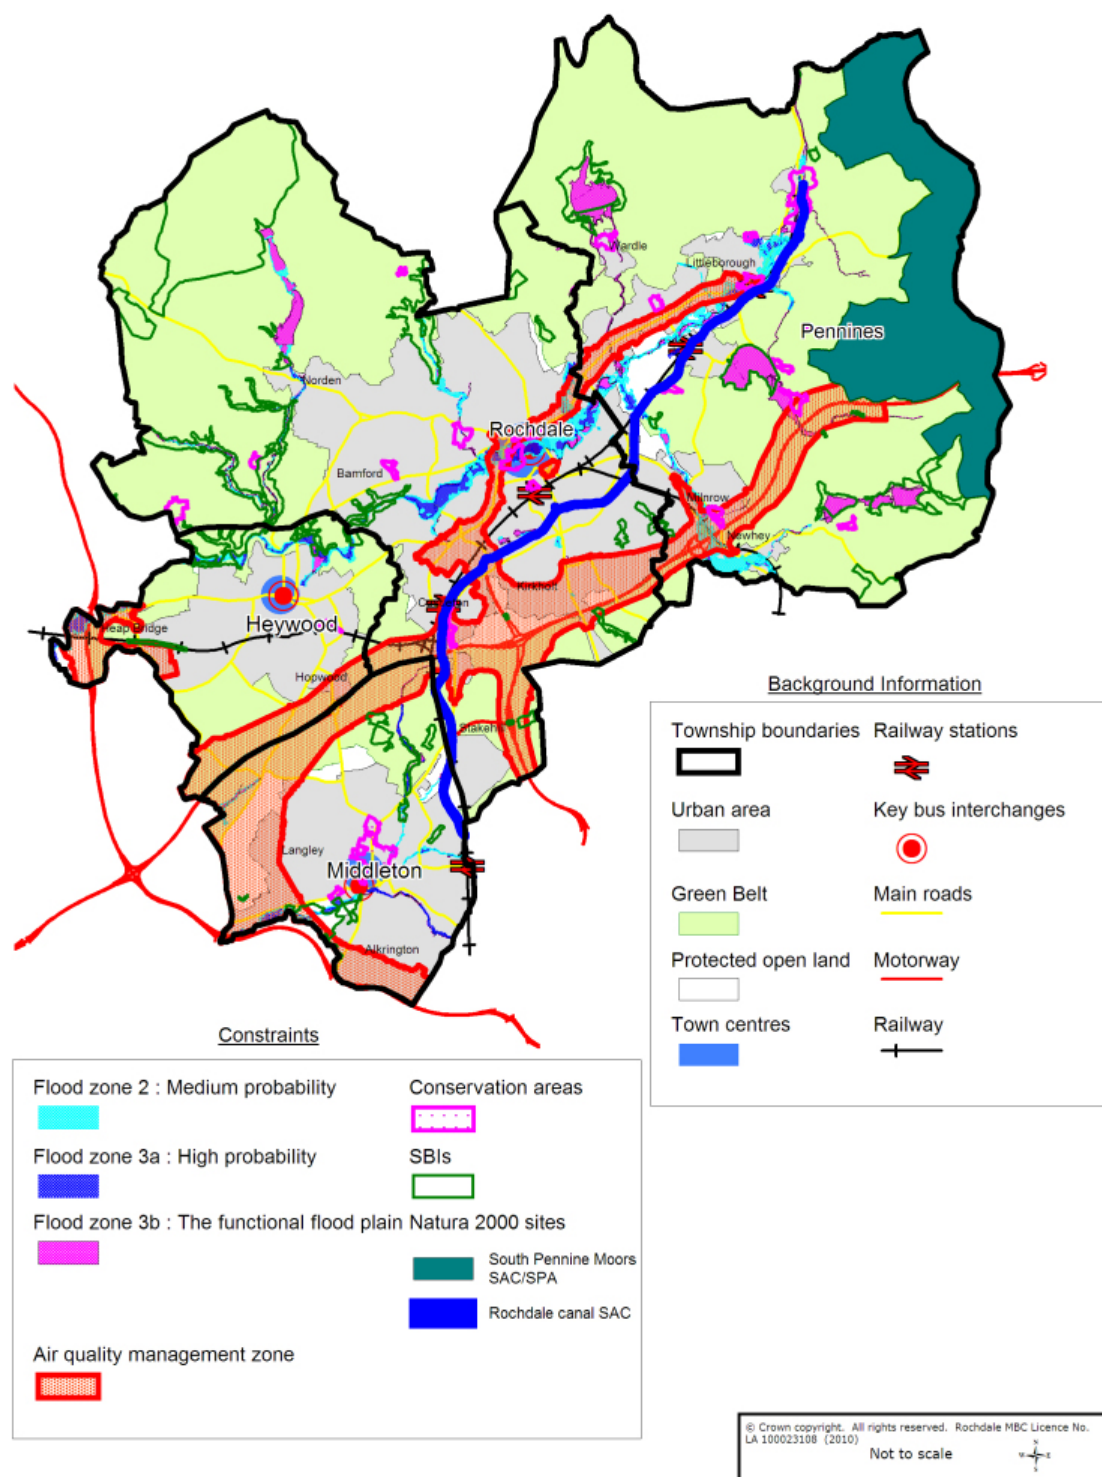 Wardle
Littleborough
Pennines
Norden
Rochdale
Bamford
Milnrow
Newhey
Kirkholt
Castleton
Heap Bridge
Heywood
Hopwood
Stakehill
Langley
Middleton
Alkrington
Background Information
Township boundaries Railway stations
Urban area Key bus interchanges
Green Belt Main roads
Protected open land Motorway
Town centres Railway
Constraints
Flood zone 2 : Medium probability Conservation areas
Flood zone 3a : High probability SBIs
Flood zone 3b : The functional flood plain Natura 2000 sites
South Pennine Moors
SAC/SPA
Rochdale canal SAC
Air quality management zone
© Crown copyright. All rights reserved. Rochdale MBC Licence No.
LA 100023108 (2010)
Not to scale
N
W E
S